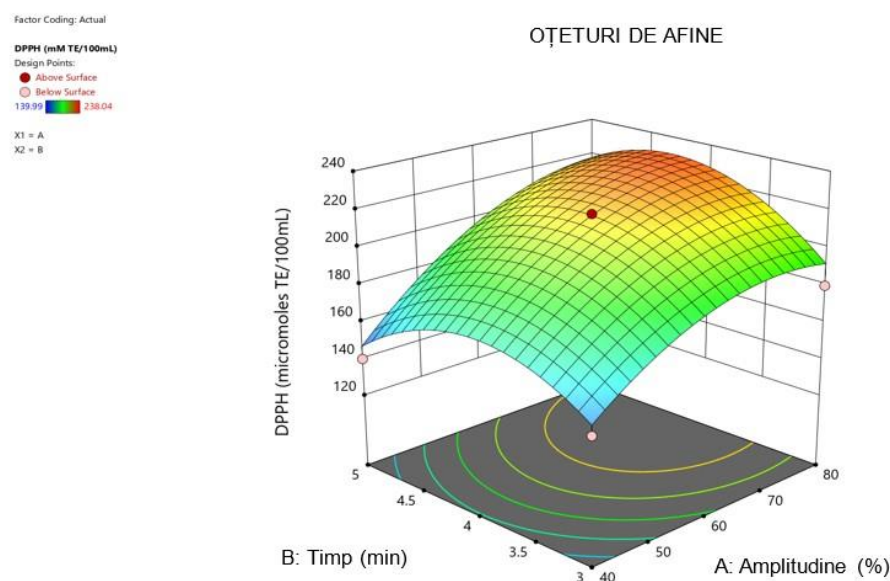 Factor Coding: Actual
DPPH (mM TE/100mL)
Design Points:
Above Surface
Below Surface
139.99 238.04
X1 = A
X2 = B
OȚETURI DE AFINE
DPPH (micromoles TE/100mL)
240
220
200
180
160
140
120
5
4.5
4
3.5
3
40
50
60
70
80
B: Timp (min)
A: Amplitudine (%)